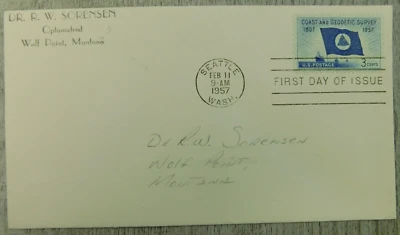 DR. R. W. SORENSEN
Optometrist
Wolf Point, Montana
COAST AND GEODETIC SURVEY
1807 1957
U.S. POSTAGE 3 CENTS
SEATTLE
FEB 11
9-AM
1957
WASH.
FIRST DAY OF ISSUE
Dr R.W. Sorensen
Wolf Point,
Montana